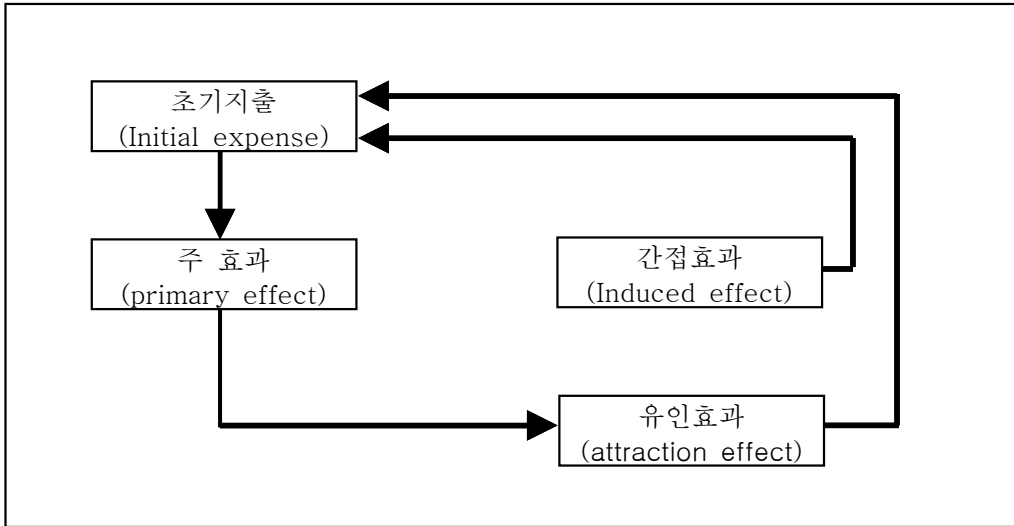 초기지출
(Initial expense)
주 효과
(primary effect)
간접효과
(Induced effect)
유인효과
(attraction effect)